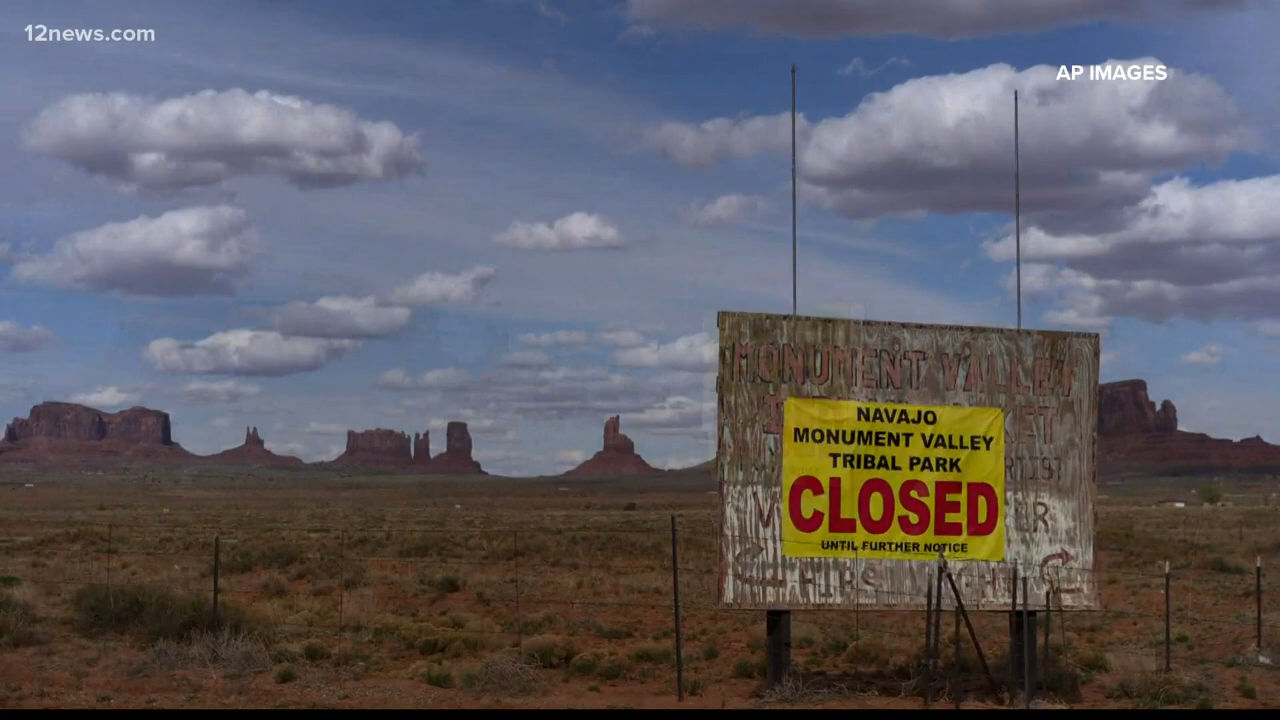 12news.com
AP IMAGES
MONUMENT VALLEY
NAVAJO
MONUMENT VALLEY
TRIBAL PARK
CLOSED
UNTIL FURTHER NOTICE